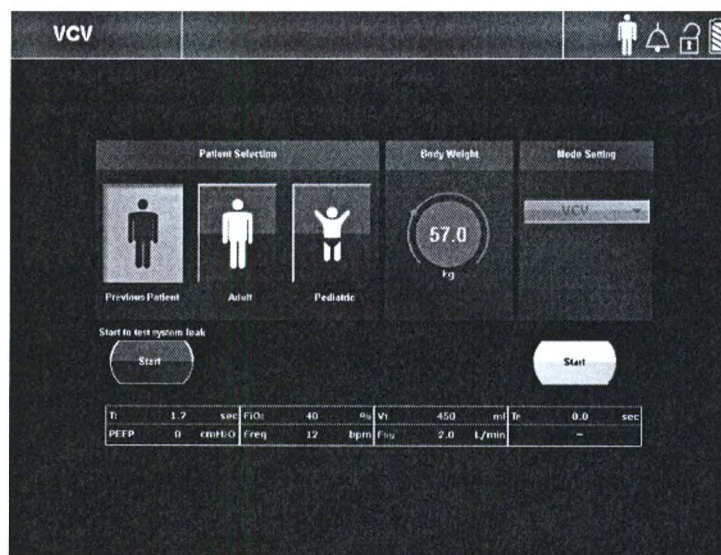 VCV
Patient Selection
Body Weight
Mode Setting
VCV
57.0
kg
Previous Patient
Adult
Pediatric
Start to test system leak
Start
Start
Ti 1.7 sec FiO2 40 % Vt 450 ml Tp 0.0 sec
PEEP 0 cmH2O Freq 12 bpm 2.0 L/min –